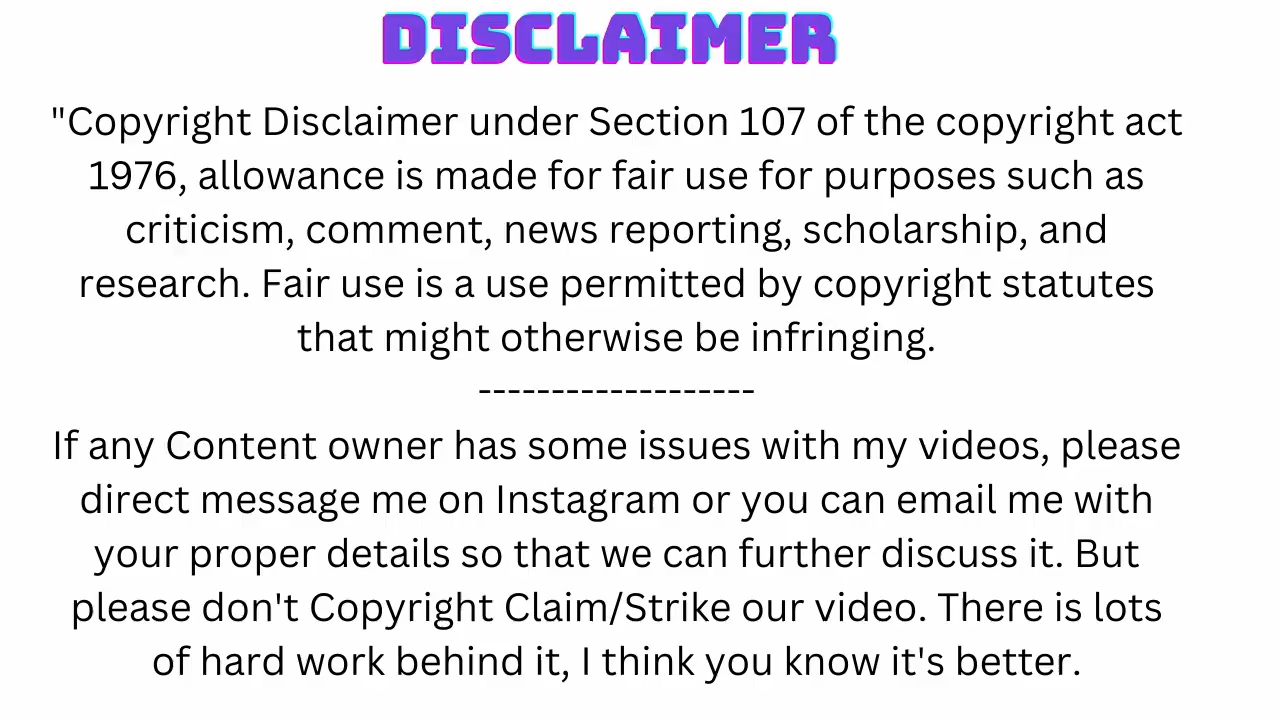 DISCLAIMER
"Copyright Disclaimer under Section 107 of the copyright act
1976, allowance is made for fair use for purposes such as
criticism, comment, news reporting, scholarship, and
research. Fair use is a use permitted by copyright statutes
that might otherwise be infringing.
-------------------
If any Content owner has some issues with my videos, please
direct message me on Instagram or you can email me with
your proper details so that we can further discuss it. But
please don't Copyright Claim/Strike our video. There is lots
of hard work behind it, I think you know it's better.